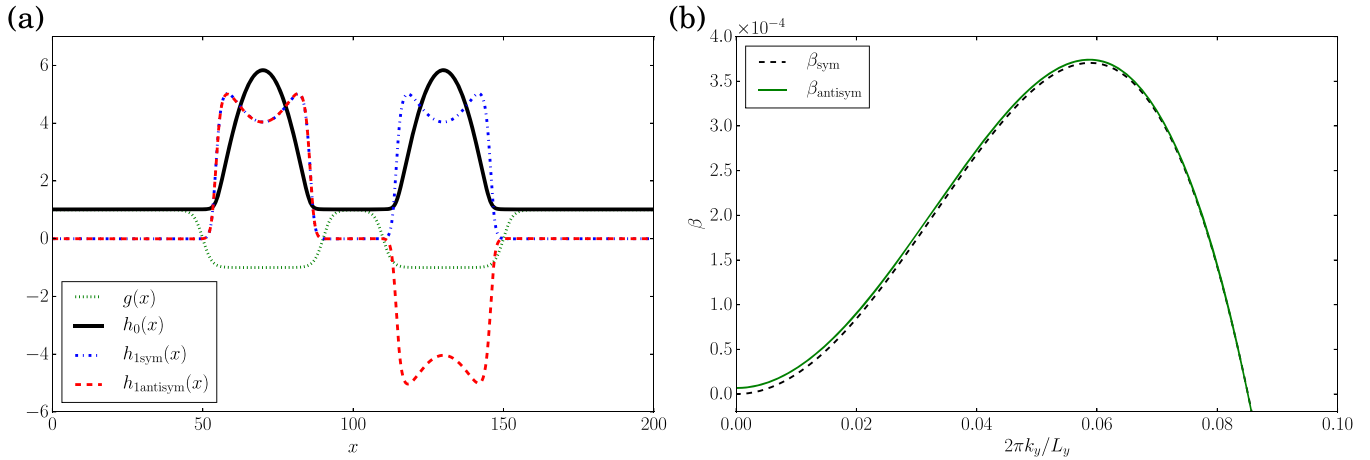 (a)
6
4
2
0
−2
−4
−6
g(x)
h₀(x)
h₁sym(x)
h₁antisym(x)
0
50
100
150
200
x
(b)
×10⁻⁴
4.0
3.5
3.0
2.5
2.0
1.5
1.0
0.5
0.0
β
βsym
βantisym
0.00
0.02
0.04
0.06
0.08
0.10
2πk_y/L_y